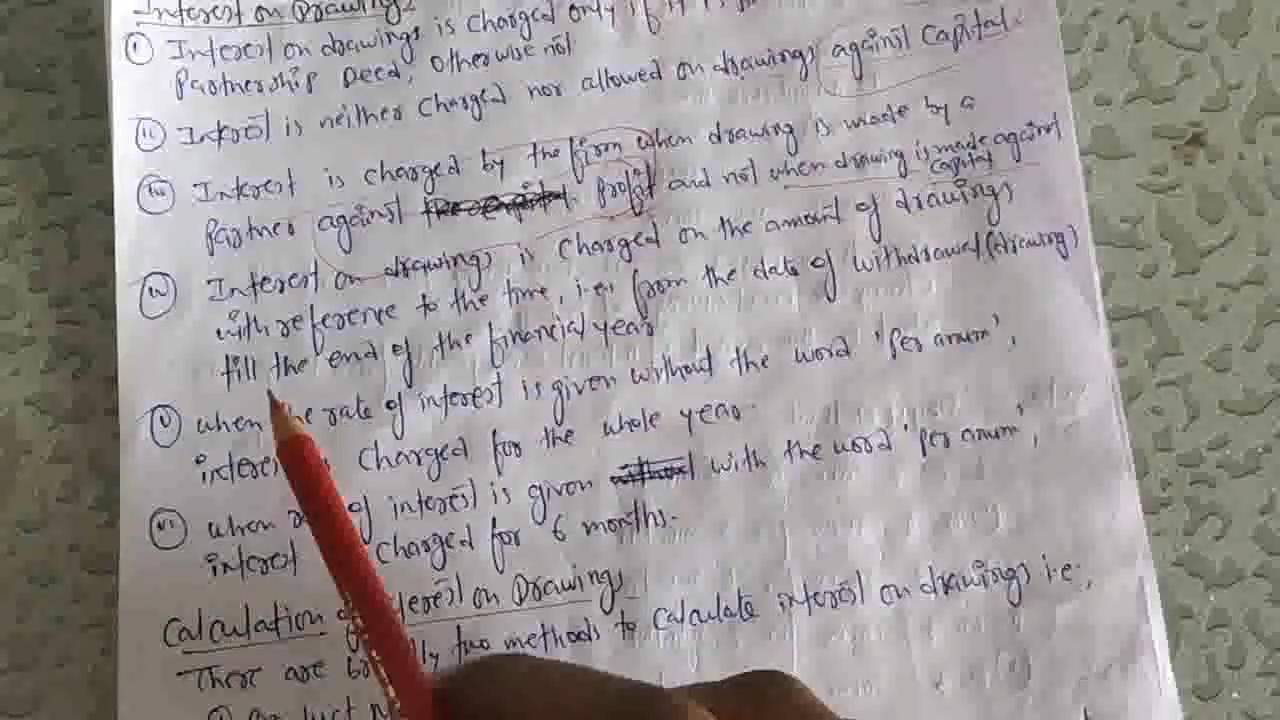 Interest on Drawings
(i) Interest on drawings is charged only if it is
Partnership Deed, otherwise not
(ii) Interest is neither charged nor allowed on drawings against Capital.
(iii) Interest is charged by the firm when drawing is made by a
Partner against profit and not when drawing is made against
capital
(iv) Interest on drawings is charged on the amount of drawings
with reference to the time, i.e. from the date of withdrawal (drawing)
till the end of the financial year
(v) when the rate of interest is given without the word 'Per anum',
interest charged for the whole year.
(vi) when of interest is given with the word 'per anum',
interest charged for 6 months.
Calculation interest on Drawings
There are two methods to calculate interest on drawings i.e.,